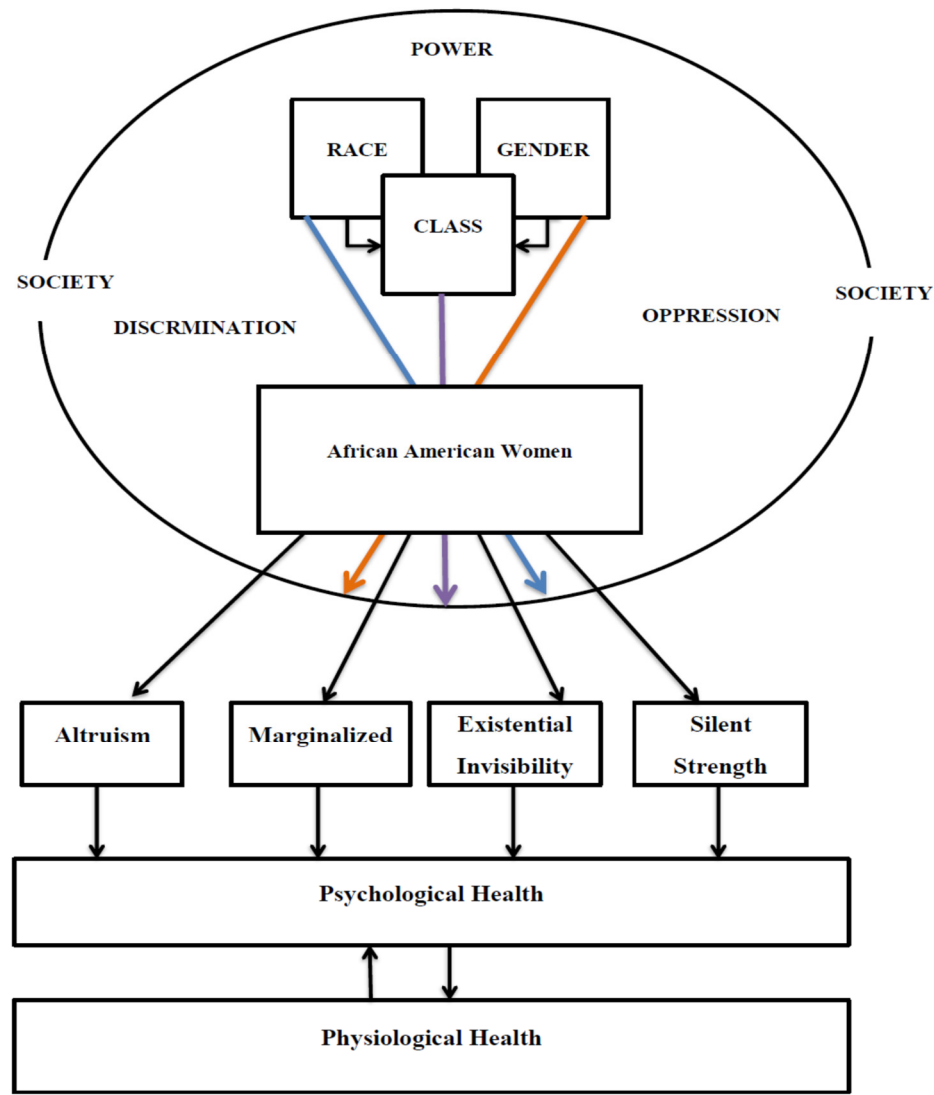 POWER
RACE
GENDER
CLASS
SOCIETY
SOCIETY
DISCRMINATION
OPPRESSION
African American Women
Altruism
Marginalized
Existential
Invisibility
Silent
Strength
Psychological Health
Physiological Health